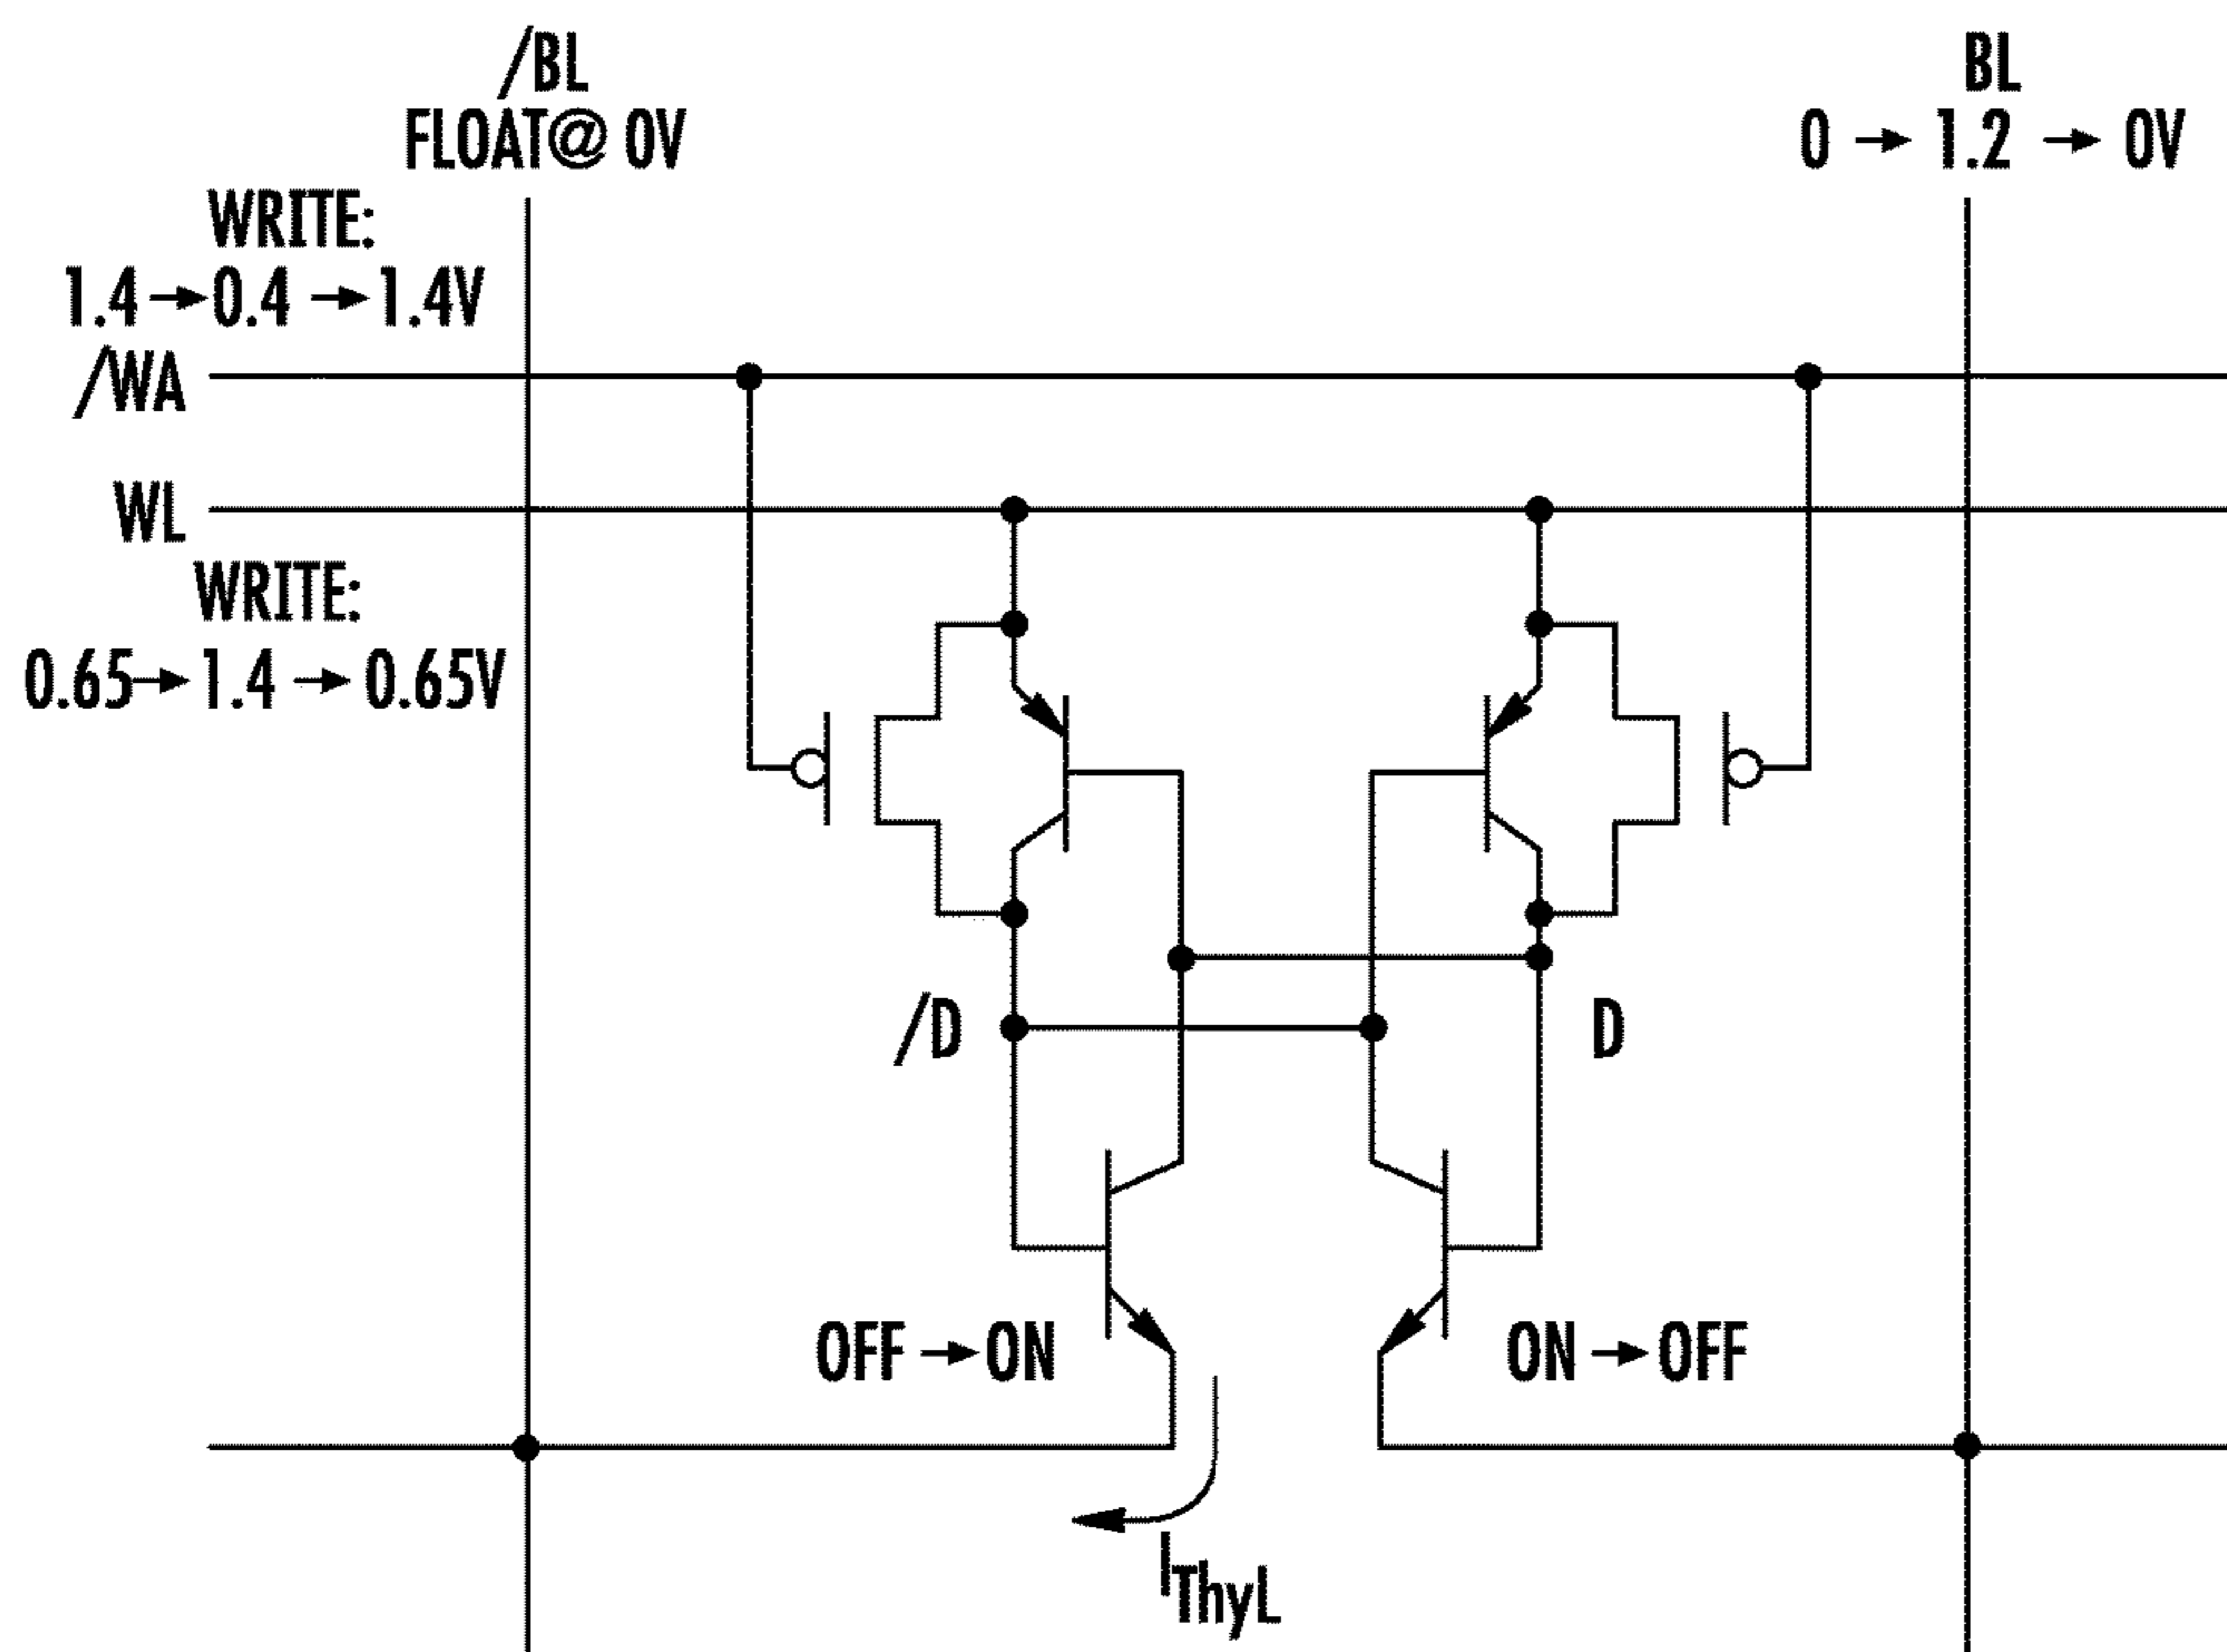 /BL
FLOAT@ 0V
BL
0 → 1.2 → 0V
WRITE:
1.4→0.4 →1.4V
/WA
WL
WRITE:
0.65→1.4 → 0.65V
/D
D
OFF →ON
ON →OFF
IThyL